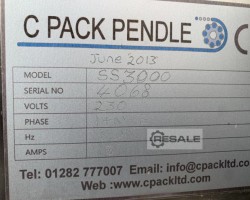 C PACK PENDLE C
June 2013
MODEL SS3000
SERIAL NO 4068
VOLTS 230
PHASE
Hz
AMPS
RESALE
Tel: 01282 777007 Email: info@cpackltd.com
Web :www.cpackltd.com